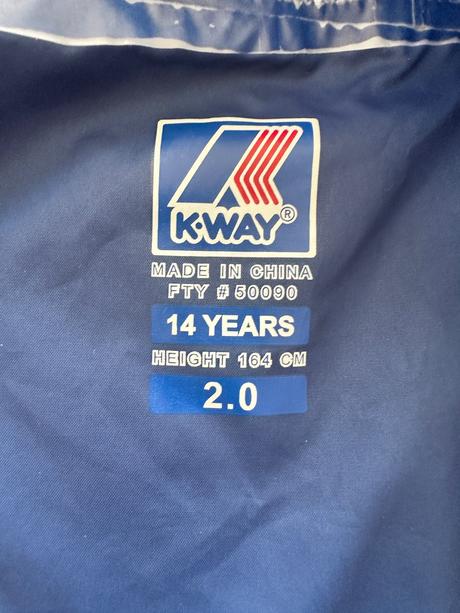 K·WAY®
MADE IN CHINA
FTY # 50090
14 YEARS
HEIGHT 164 CM
2.0